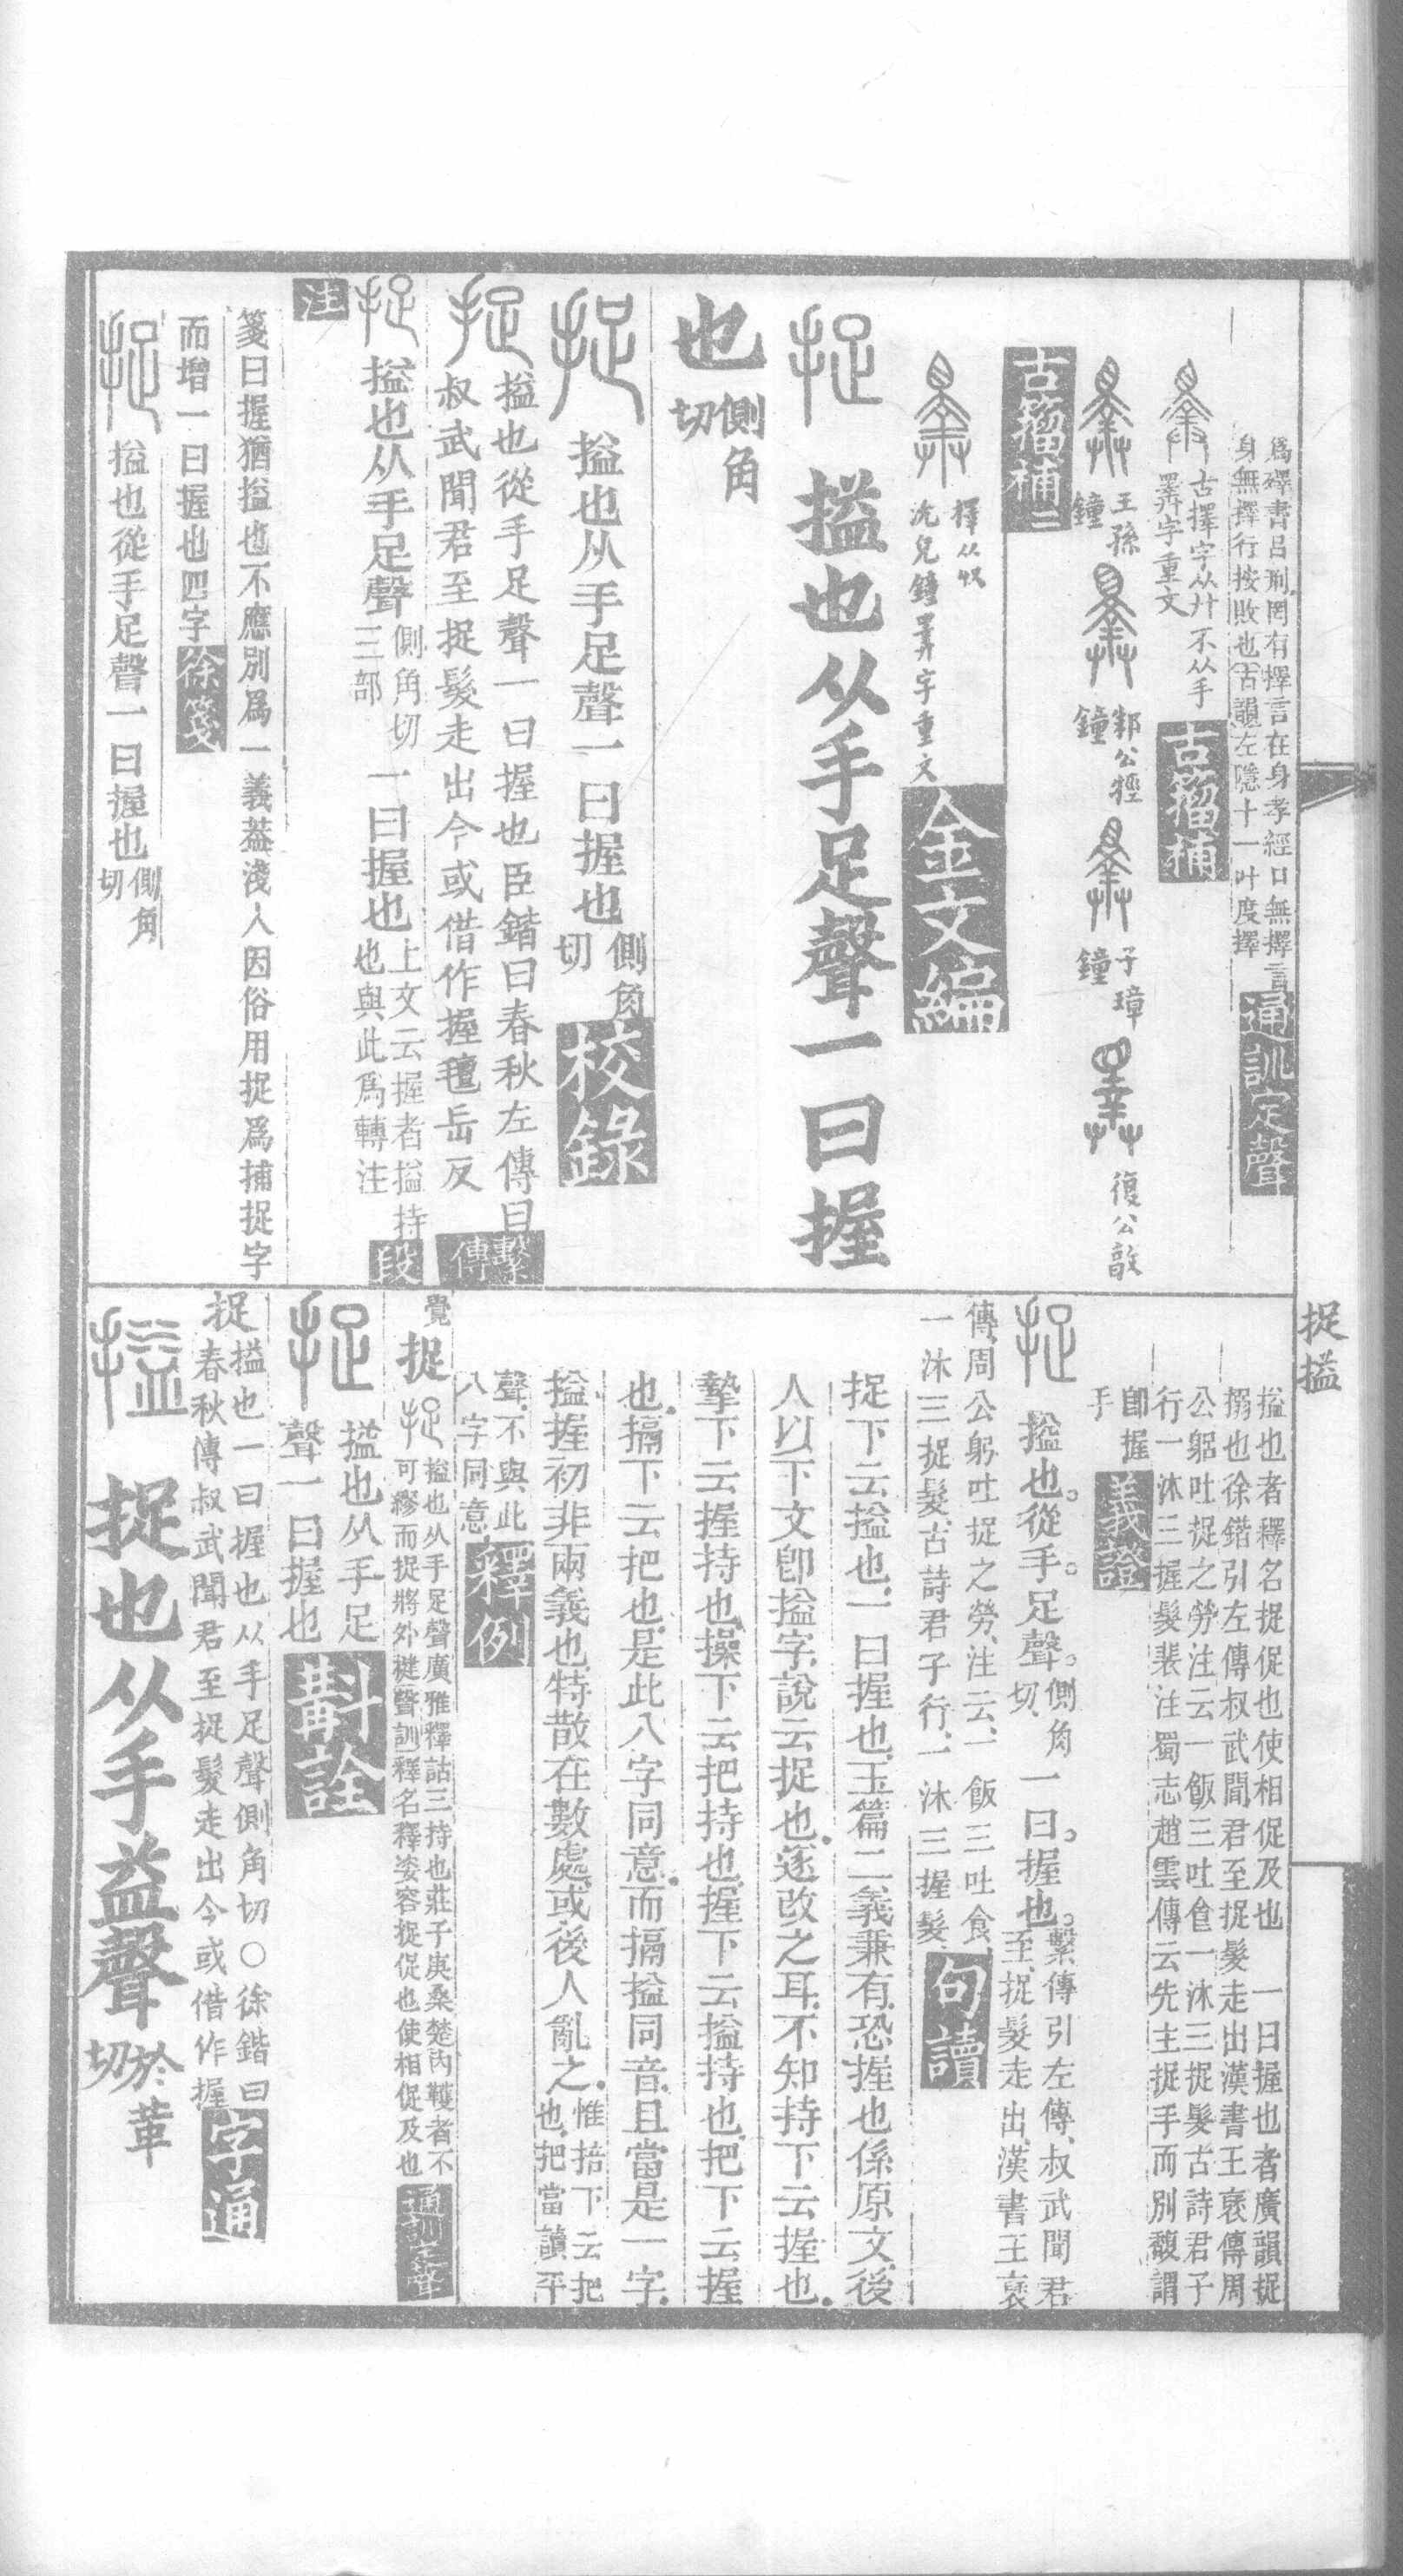 為襗書呂刑罔有擇言在身孝經口無擇言
身無擇行按敗也古韻左隱十一叶度擇
通訓定聲
古擇字从廾不从手
睪字重文
古籀補
王孫鐘
邾公牼鐘
子璋鐘
復公敦
古籀補二
擇从𠬞
沇兒鐘
睪字重文
金文編
捉
搤也从手足聲一曰握
也
側角切
捉
搤也从手足聲一曰握也
側角切
校錄
捉
搤也從手足聲一曰握也臣鍇曰春秋左傳曰
叔武聞君至捉髮走出今或借作握𣰦岳反
繫傳
捉
搤也从手足聲
側角切三部
一曰握也
上文云握者搤持
也與此爲轉注
段注
箋曰握猶搤也不應別爲一義葢淺人因俗用捉爲捕捉字
而增一曰握也四字
徐箋
捉
搤也從手足聲一曰握也
側角切
捉搤
搤也者釋名捉促也使相促及也 一曰握也者廣韻捉
搦也徐鍇引左傳叔武聞君至捉髮走出漢書王褒傳周
公躬吐捉之勞注云一飯三吐飡一沐三捉髮古詩君子
行一沐三握髮裴注蜀志趙雲傳云先主捉手而別馥謂
卽握
手
義證
捉
搤也。從手。足聲。
側角切。
一曰。握也。
繫傳引左傳、叔武聞君
至、捉髮走出、漢書王褒
傳、周公躬吐捉之勞、注云、一飯三吐食、
一沐三捉髮、古詩君子行、一沐三握髮、
句讀
捉下云搤也、一曰握也、玉篇二義兼有、恐握也係原文、後
人以下文卽搤字、說云捉也、遂改之耳、不知持下云握也、
摯下云握持也、操下云把持也、握下云搤持也、把下云握
也、搹下云把也、是此八字同意、而搹搤同音、且當是一字、
搤握初非兩義也、特散在數處、或後人亂之、
惟掊下云把
也、把當讀平
聲、不與此
八字同意
釋例
覺
捉
捉
搤也从手足聲廣雅釋詁三持也莊子庚桑楚內韄者不
可繆而捉將外揵聲訓釋名釋姿容捉促也使相促及也
通訓定聲
捉
搤也从手足
聲一曰握也
斠詮
捉
搤也一曰握也从手足聲側角切○徐鍇曰
春秋傳叔武聞君至捉髮走出今或借作握
字通
搤
捉也从手益聲
於革切